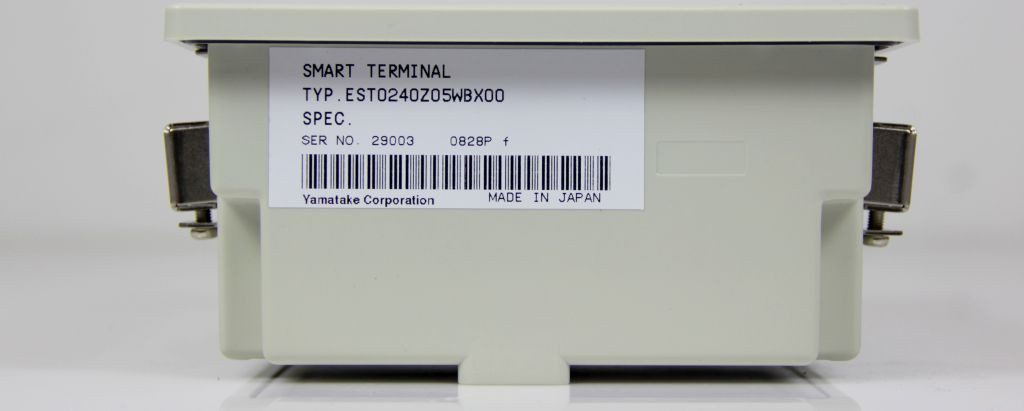 SMART TERMINAL
TYP.EST0240Z05WBX00
SPEC.
SER NO. 29003 0828P f
Yamatake Corporation MADE IN JAPAN